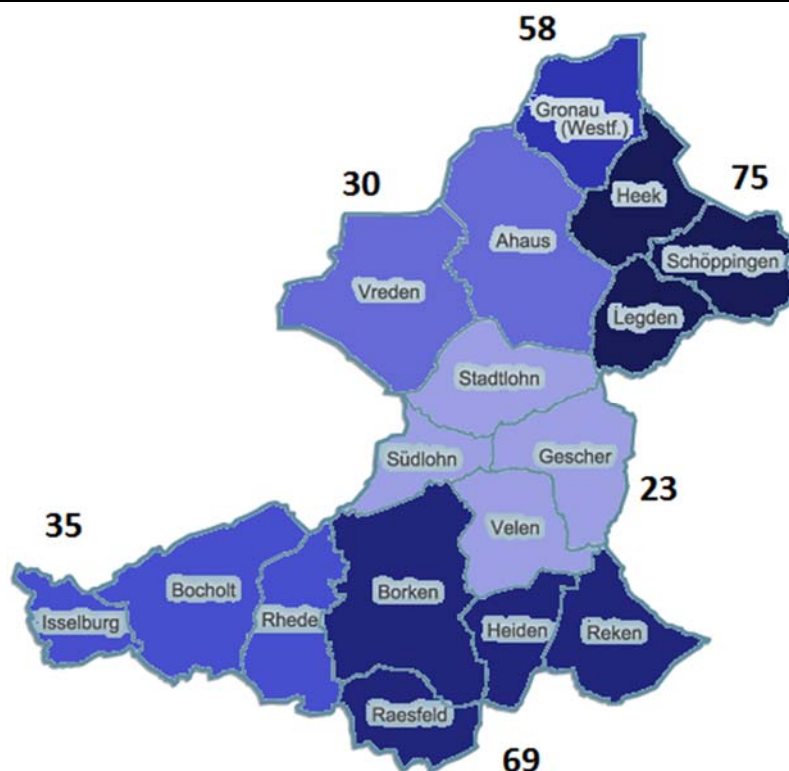 58
Gronau
(Westf.)
30
75
Heek
Ahaus
Schöppingen
Vreden
Legden
Stadtlohn
Südlohn
Gescher
23
35
Velen
Bocholt
Borken
Isselburg
Rhede
Heiden
Reken
Raesfeld
69